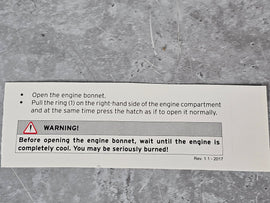 • Open the engine bonnet.
• Pull the ring (1) on the right-hand side of the engine compartment
and at the same time press the hatch as if to open it normally.
WARNING!
Before opening the engine bonnet, wait until the engine is
completely cool. You may be seriously burned!
Rev. 1.1 - 2017